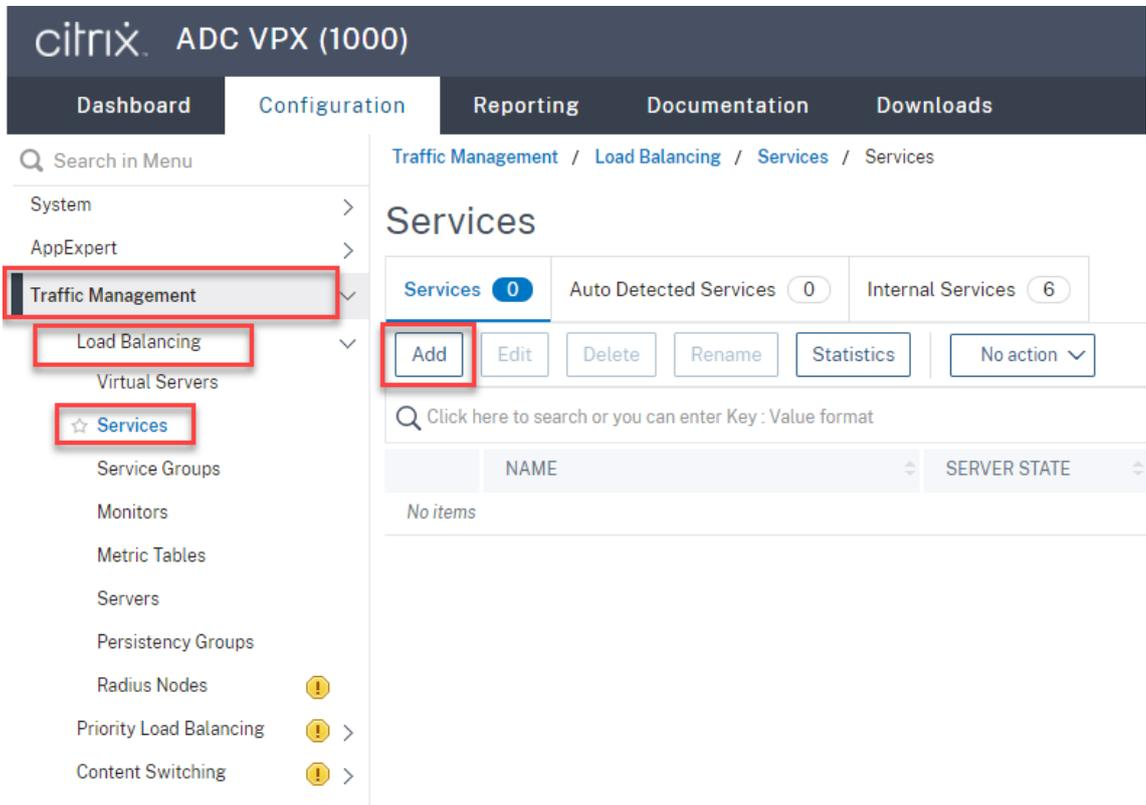 citrix. ADC VPX (1000)
Dashboard Configuration Reporting Documentation Downloads
Search in Menu
System
AppExpert
Traffic Management
Load Balancing
Virtual Servers
Services
Service Groups
Monitors
Metric Tables
Servers
Persistency Groups
Radius Nodes
Priority Load Balancing
Content Switching
Traffic Management / Load Balancing / Services / Services
Services
Services 0 Auto Detected Services 0 Internal Services 6
Add Edit Delete Rename Statistics No action
Click here to search or you can enter Key : Value format
NAME SERVER STATE
No items